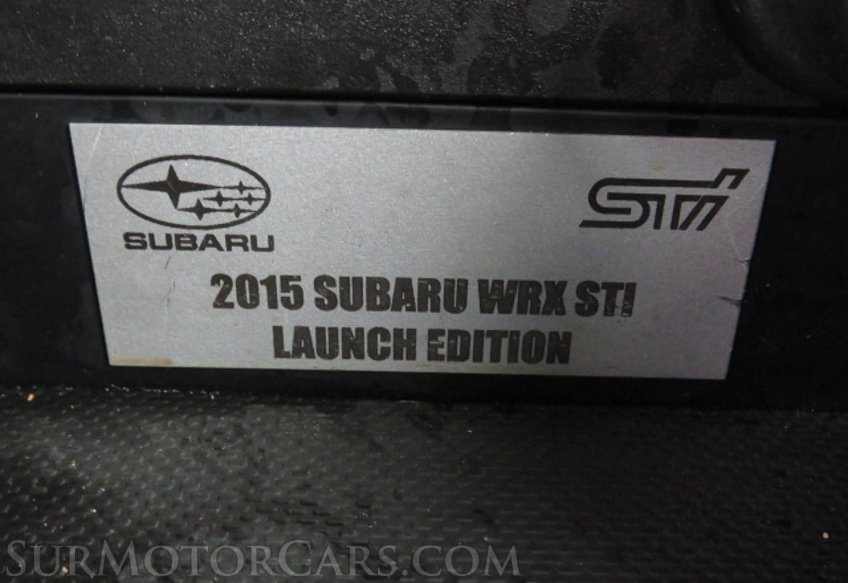 SUBARU
STI
2015 SUBARU WRX STI
LAUNCH EDITION
SURMOTORCARS.COM